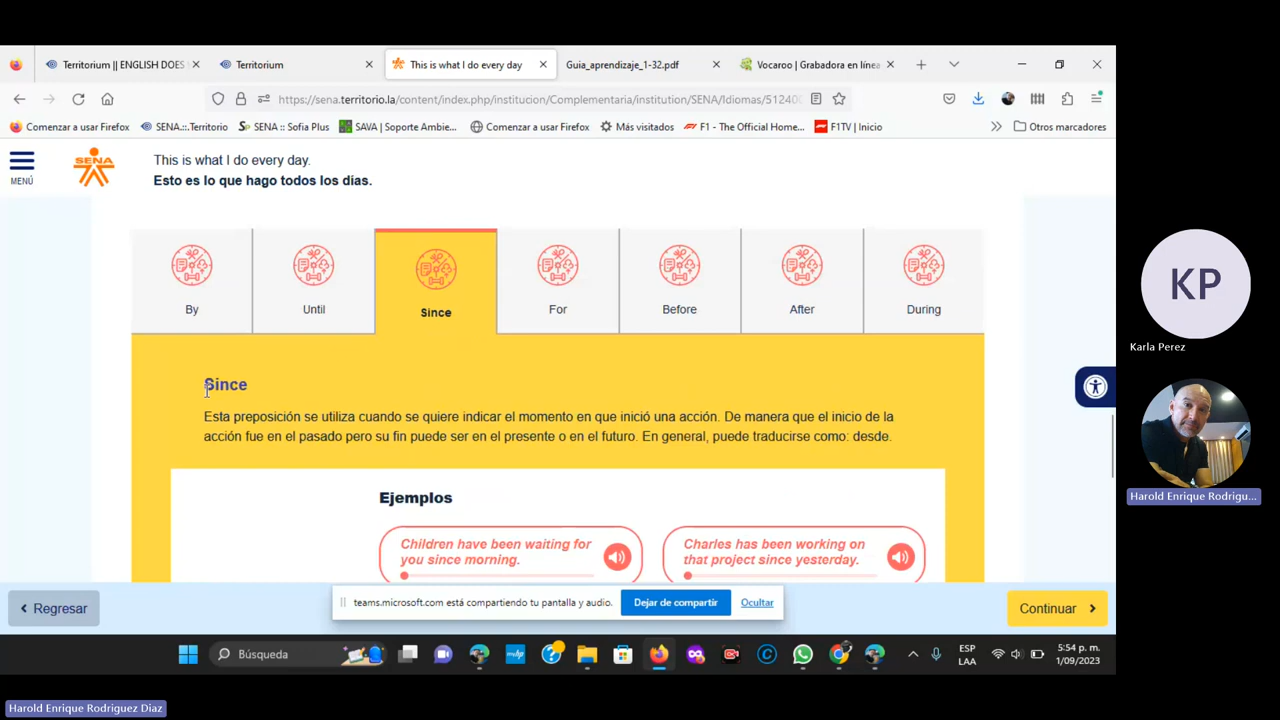 Territorium || ENGLISH DOES
Territorium
This is what I do every day
Guia_aprendizaje_1-32.pdf
Vocaroo | Grabadora en línea
https://sena.territorio.la/content/index.php/institucion/Complementaria/institution/SENA/Idiomas/51240
Comenzar a usar Firefox
SENA.::.Territorio
SENA :: Sofia Plus
SAVA | Soporte Ambie...
Comenzar a usar Firefox
Más visitados
F1 - The Official Home...
F1TV | Inicio
Otros marcadores
MENÚ
SENA
This is what I do every day.
Esto es lo que hago todos los días.
By
Until
Since
For
Before
After
During
Since
Esta preposición se utiliza cuando se quiere indicar el momento en que inició una acción. De manera que el inicio de la
acción fue en el pasado pero su fin puede ser en el presente o en el futuro. En general, puede traducirse como: desde.
Ejemplos
Children have been waiting for
you since morning.
Charles has been working on
that project since yesterday.
Regresar
teams.microsoft.com está compartiendo tu pantalla y audio.
Dejar de compartir
Ocultar
Continuar
Búsqueda
ESP
LAA
5:54 p. m.
1/09/2023
KP
Karla Perez
Harold Enrique Rodrigu...
Harold Enrique Rodriguez Diaz